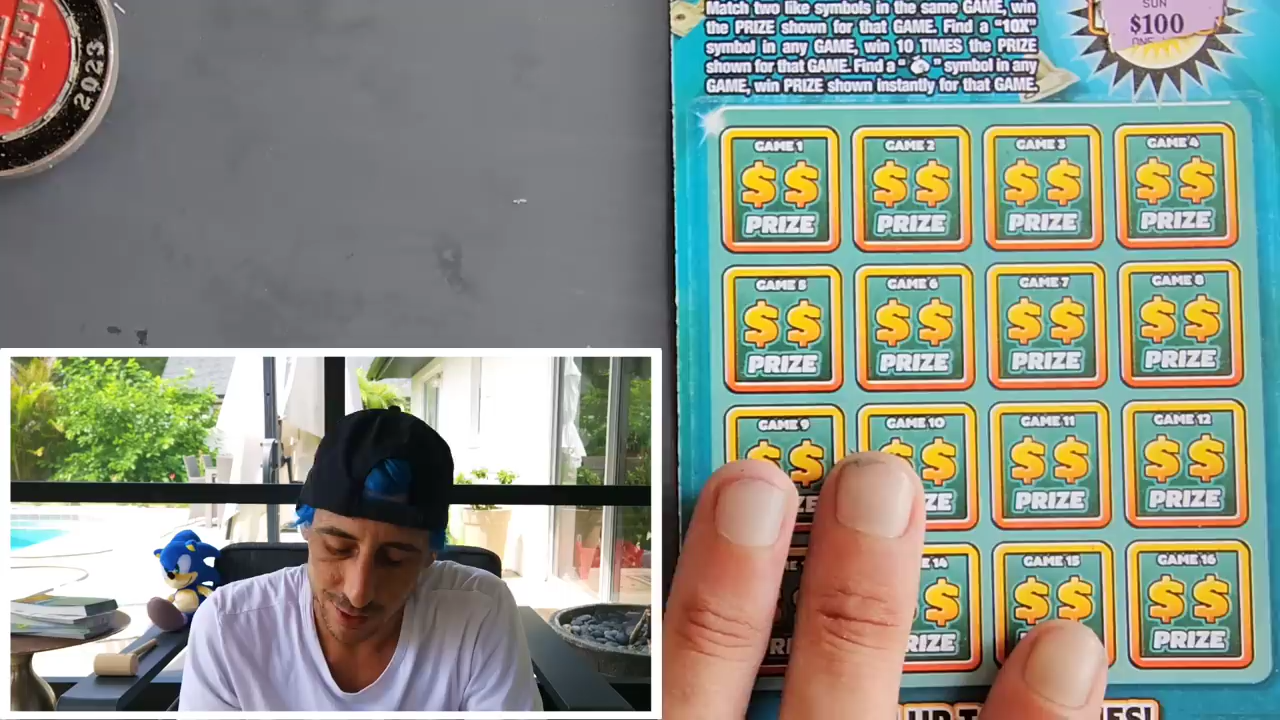 MULTI
2023
Match two like symbols in the same GAME, win
the PRIZE shown for that GAME. Find a "10X"
symbol in any GAME, win 10 TIMES the PRIZE
shown for that GAME. Find a " " symbol in any
GAME, win PRIZE shown instantly for that GAME.
SUN
$100
GAME 1 GAME 2 GAME 3 GAME 4
$$ $$ $$ $$
PRIZE PRIZE PRIZE PRIZE
GAME 5 GAME 6 GAME 7 GAME 8
$$ $$ $$ $$
PRIZE PRIZE PRIZE PRIZE
GAME 9 GAME 10 GAME 11 GAME 12
$$ $$ $$ $$
PRIZE PRIZE
14 GAME 15 GAME 16
$ $$ $$
PRIZE PRIZE
UP